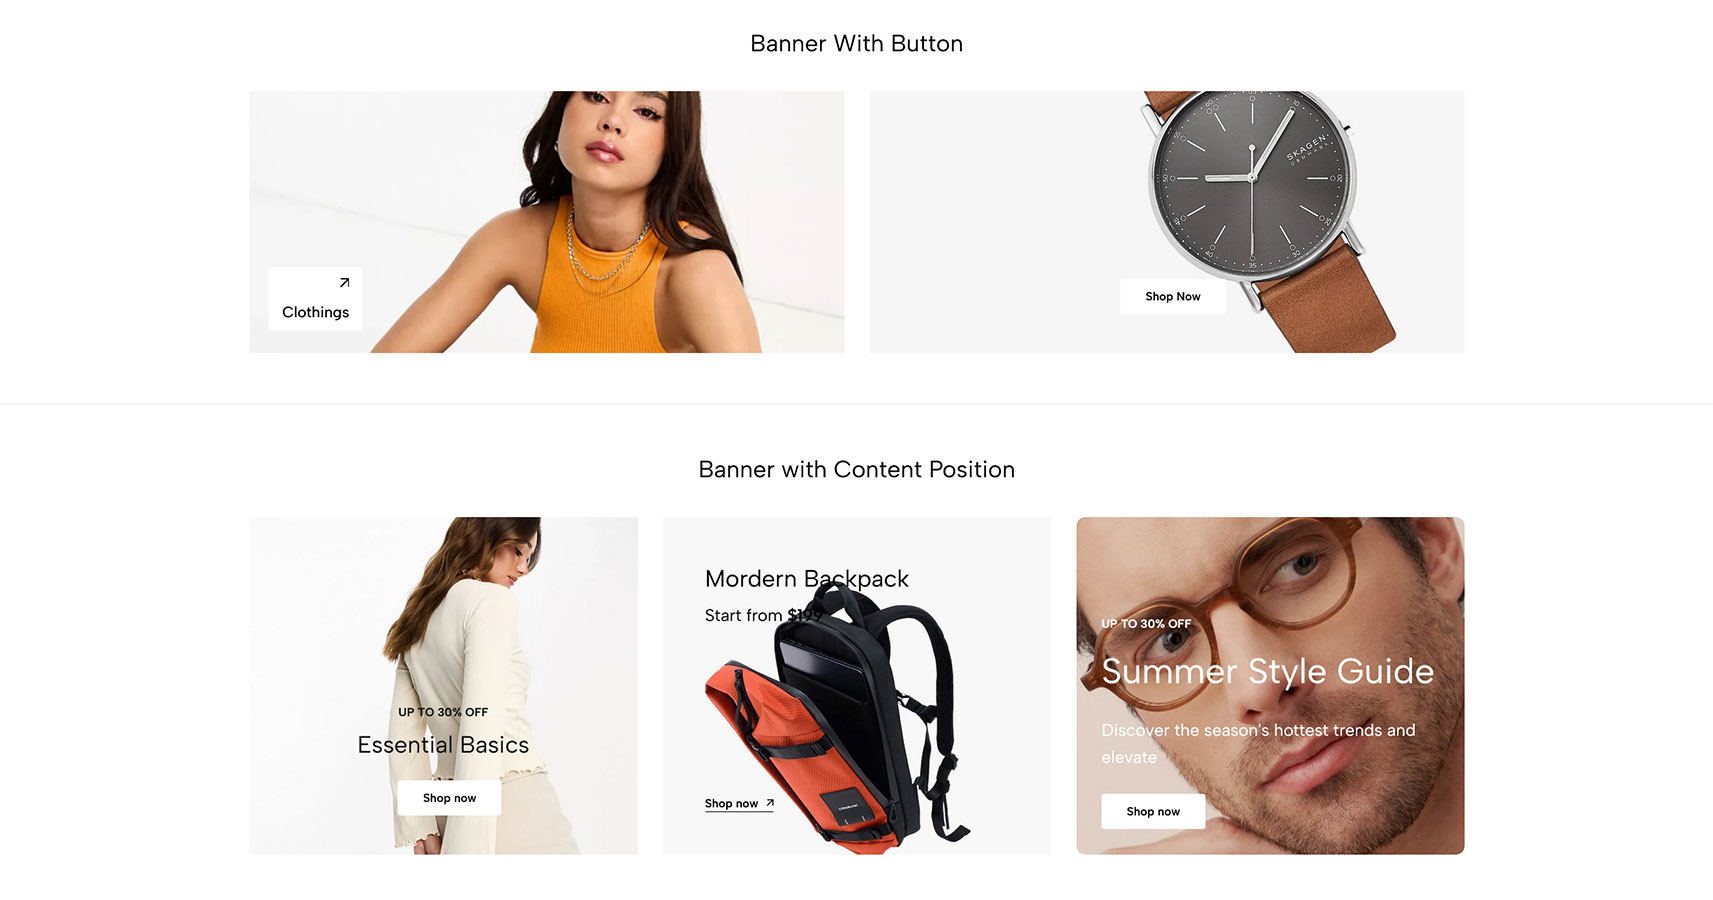 Banner With Button
Clothings
SKAGEN
DENMARK
Shop Now
Banner with Content Position
UP TO 30% OFF
Essential Basics
Shop now
Mordern Backpack
Start from $199
Shop now
UP TO 30% OFF
Summer Style Guide
Discover the season's hottest trends and
elevate
Shop now